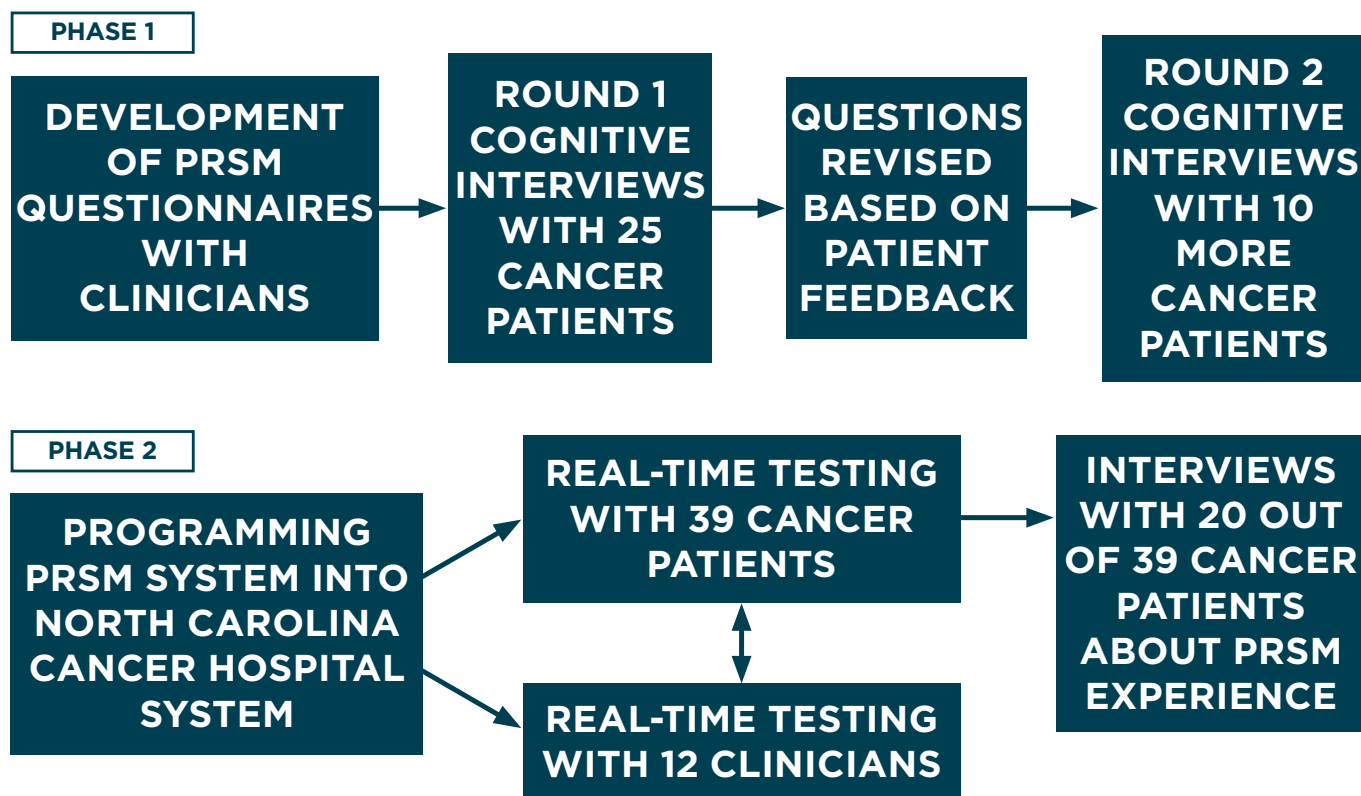 PHASE 1
DEVELOPMENT
OF PRSM
QUESTIONNAIRES
WITH
CLINICIANS
ROUND 1
COGNITIVE
INTERVIEWS
WITH 25
CANCER
PATIENTS
QUESTIONS
REVISED
BASED ON
PATIENT
FEEDBACK
ROUND 2
COGNITIVE
INTERVIEWS
WITH 10
MORE
CANCER
PATIENTS
PHASE 2
PROGRAMMING
PRSM SYSTEM INTO
NORTH CAROLINA
CANCER HOSPITAL
SYSTEM
REAL-TIME TESTING
WITH 39 CANCER
PATIENTS
REAL-TIME TESTING
WITH 12 CLINICIANS
INTERVIEWS
WITH 20 OUT
OF 39 CANCER
PATIENTS
ABOUT PRSM
EXPERIENCE